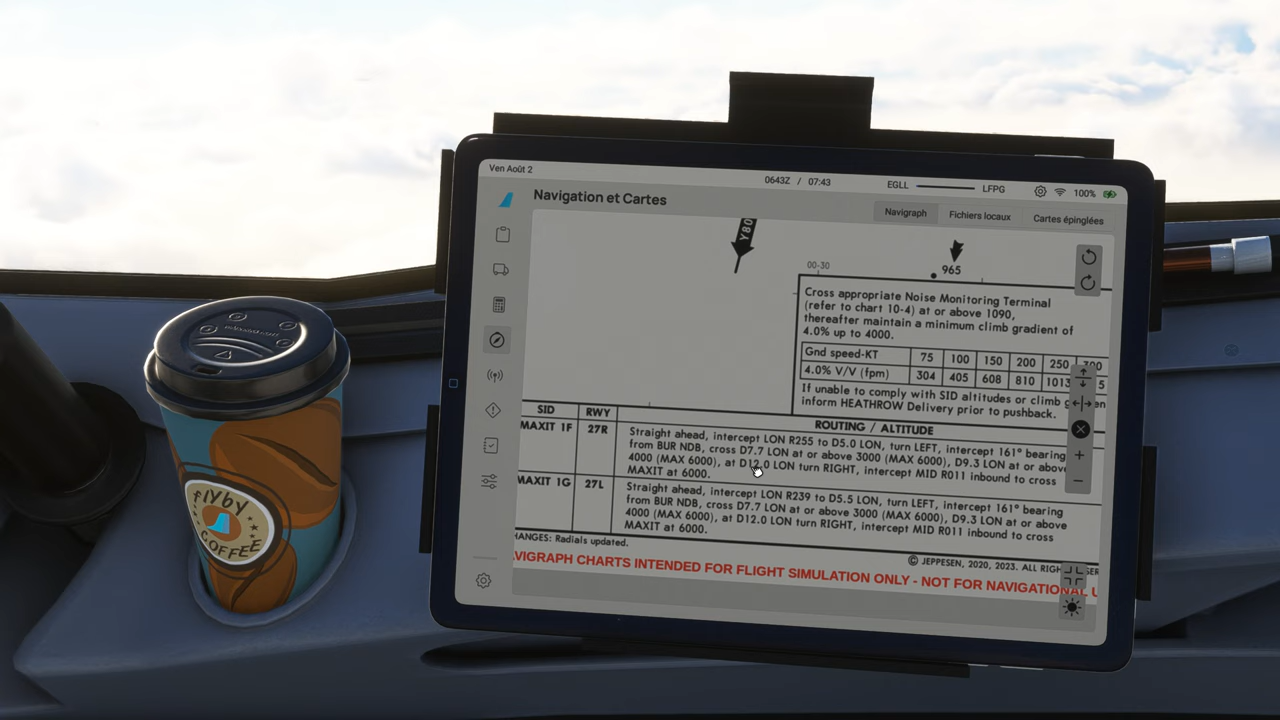 Ven Août 2
0643Z / 07:43
EGLL
LFPG
100%
Navigation et Cartes
Navigraph
Fichiers locaux
Cartes épinglées
Y80
00-30
965
Cross appropriate Noise Monitoring Terminal
(refer to chart 10-4) at or above 1090,
thereafter maintain a minimum climb gradient of
4.0% up to 4000.
Gnd speed-KT 75 100 150 200 250 300
4.0% V/V (fpm) 304 405 608 810 1013
If unable to comply with SID altitudes or climb
inform HEATHROW Delivery prior to pushback.
SID RWY ROUTING / ALTITUDE
MAXIT 1F 27R Straight ahead, intercept LON R255 to D5.0 LON, turn LEFT, intercept 161° bearing
from BUR NDB, cross D7.7 LON at or above 3000 (MAX 6000), D9.3 LON at or above
4000 (MAX 6000), at D12.0 LON turn RIGHT, intercept MID R011 inbound to cross
MAXIT at 6000.
MAXIT 1G 27L Straight ahead, intercept LON R239 to D5.5 LON, turn LEFT, intercept 161° bearing
from BUR NDB, cross D7.7 LON at or above 3000 (MAX 6000), D9.3 LON at or above
4000 (MAX 6000), at D12.0 LON turn RIGHT, intercept MID R011 inbound to cross
MAXIT at 6000.
HANGES: Radials updated.
© JEPPESEN, 2020, 2023. ALL RIGH
VIGRAPH CHARTS INTENDED FOR FLIGHT SIMULATION ONLY - NOT FOR NAVIGATIONAL U
flyby
COFFEE